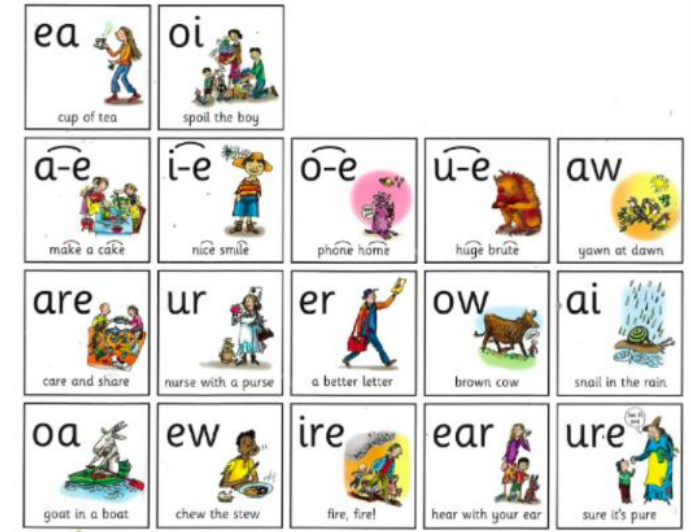 ea
cup of tea
oi
spoil the boy
a-e
make a cake
i-e
nice smile
o-e
phone home
u-e
huge brute
aw
yawn at dawn
are
care and share
ur
nurse with a purse
er
a better letter
ow
brown cow
ai
snail in the rain
oa
goat in a boat
ew
chew the stew
ire
fire, fire!
ear
hear with your ear
ure
sure it's pure